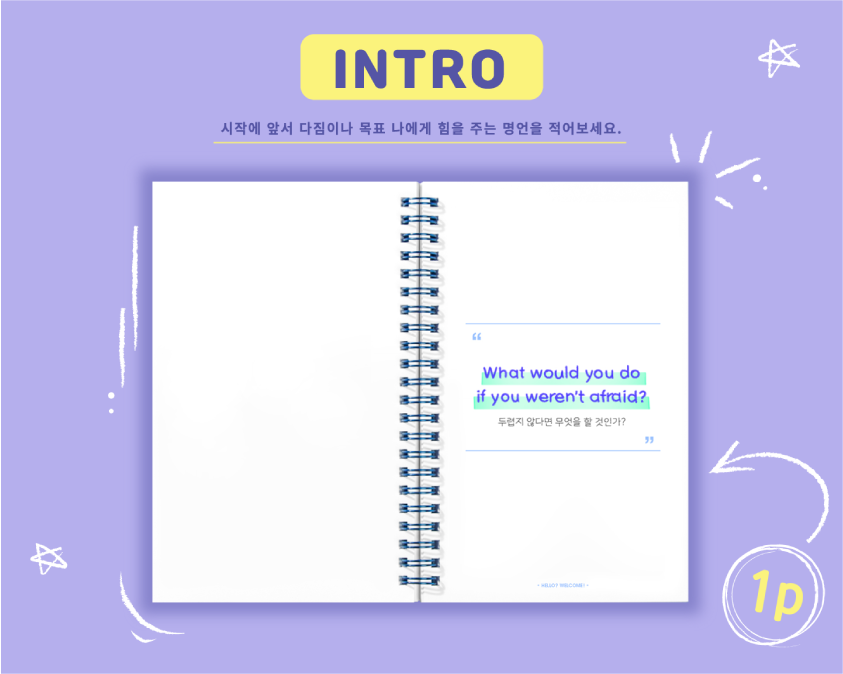 INTRO
시작에 앞서 다짐이나 목표 나에게 힘을 주는 명언을 적어보세요.
“
What would you do
if you weren't afraid?
두렵지 않다면 무엇을 할 것인가?
”
1p